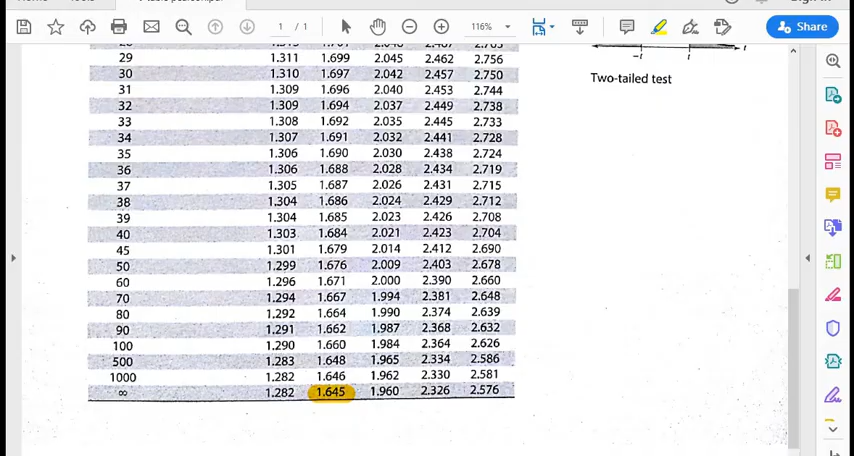 Tools
1 / 1
116%
Share
29 1.311 1.699 2.045 2.462 2.756
30 1.310 1.697 2.042 2.457 2.750
31 1.309 1.696 2.040 2.453 2.744
32 1.309 1.694 2.037 2.449 2.738
33 1.308 1.692 2.035 2.445 2.733
34 1.307 1.691 2.032 2.441 2.728
35 1.306 1.690 2.030 2.438 2.724
36 1.306 1.688 2.028 2.434 2.719
37 1.305 1.687 2.026 2.431 2.715
38 1.304 1.686 2.024 2.429 2.712
39 1.304 1.685 2.023 2.426 2.708
40 1.303 1.684 2.021 2.423 2.704
45 1.301 1.679 2.014 2.412 2.690
50 1.299 1.676 2.009 2.403 2.678
60 1.296 1.671 2.000 2.390 2.660
70 1.294 1.667 1.994 2.381 2.648
80 1.292 1.664 1.990 2.374 2.639
90 1.291 1.662 1.987 2.368 2.632
100 1.290 1.660 1.984 2.364 2.626
500 1.283 1.648 1.965 2.334 2.586
1000 1.282 1.646 1.962 2.330 2.581
∞ 1.282 1.645 1.960 2.326 2.576
−t t t
Two-tailed test